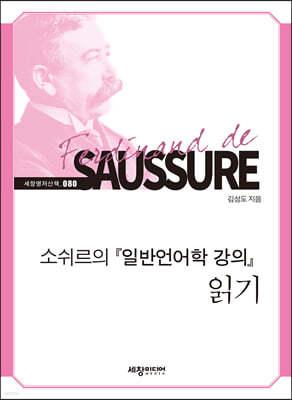 Ferdinand de
SAUSSURE
세창명저산책_080
김성도 지음
소쉬르의 『일반언어학 강의』
읽기
세창미디어
MEDIA